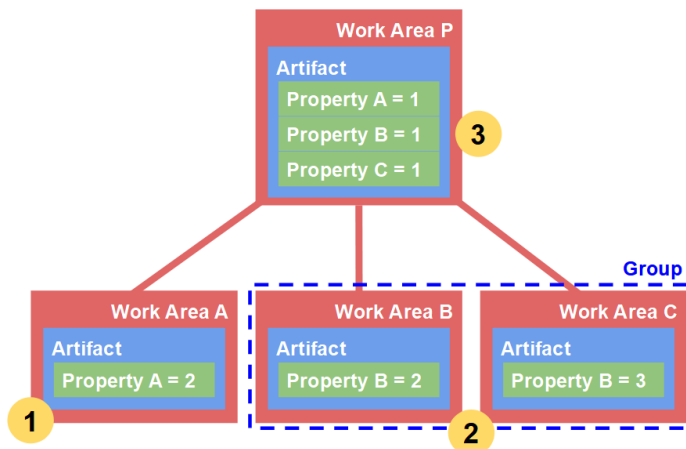 Work Area P
Artifact
Property A = 1
Property B = 1
3
Property C = 1
Group
Work Area A
Work Area B
Work Area C
Artifact
Artifact
Artifact
Property A = 2
Property B = 2
Property B = 3
1
2